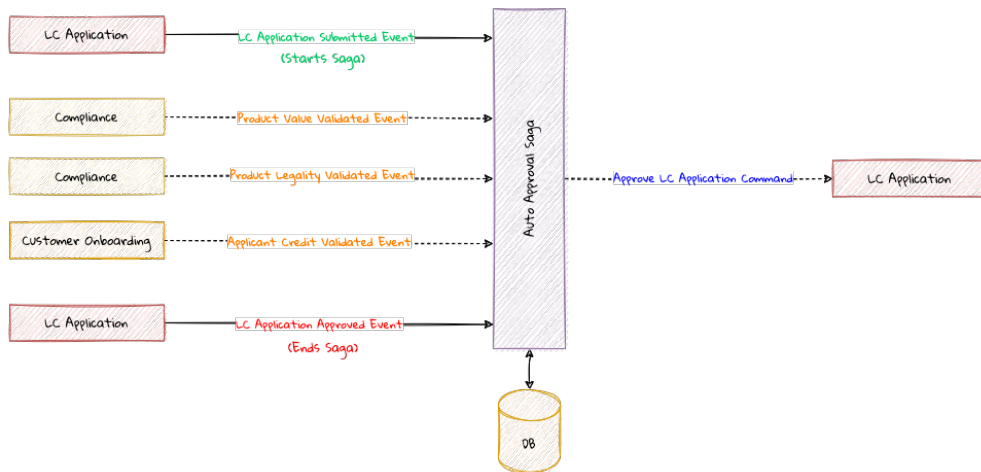 LC Application
LC Application Submitted Event
(Starts Saga)
Compliance
Product Value Validated Event
Compliance
Product Legality Validated Event
Customer Onboarding
Applicant Credit Validated Event
LC Application
LC Application Approved Event
(Ends Saga)
Auto Approval Saga
Approve LC Application Command
LC Application
DB